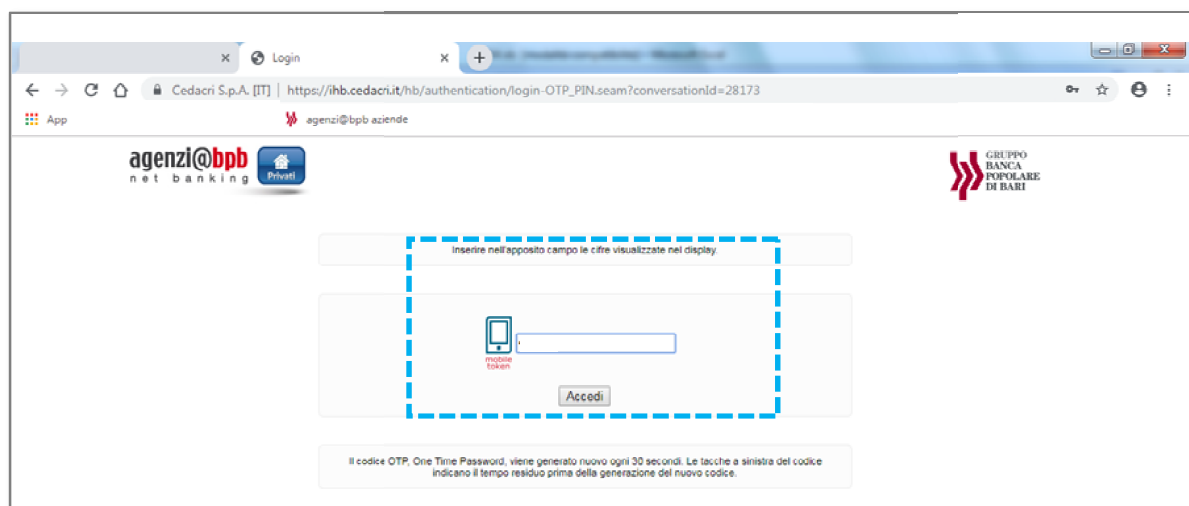 Login
Cedacri S.p.A. [IT] | https://ihb.cedacri.it/hb/authentication/login-OTP_PIN.seam?conversationId=28173
App agenzi@bpb aziende
agenzi@bpb
net banking
Privati
GRUPPO
BANCA
POPOLARE
DI BARI
Inserire nell'apposito campo le cifre visualizzate nel display.
mobile
token
Accedi
Il codice OTP, One Time Password, viene generato nuovo ogni 30 secondi. Le tacche a sinistra del codice
indicano il tempo residuo prima della generazione del nuovo codice.